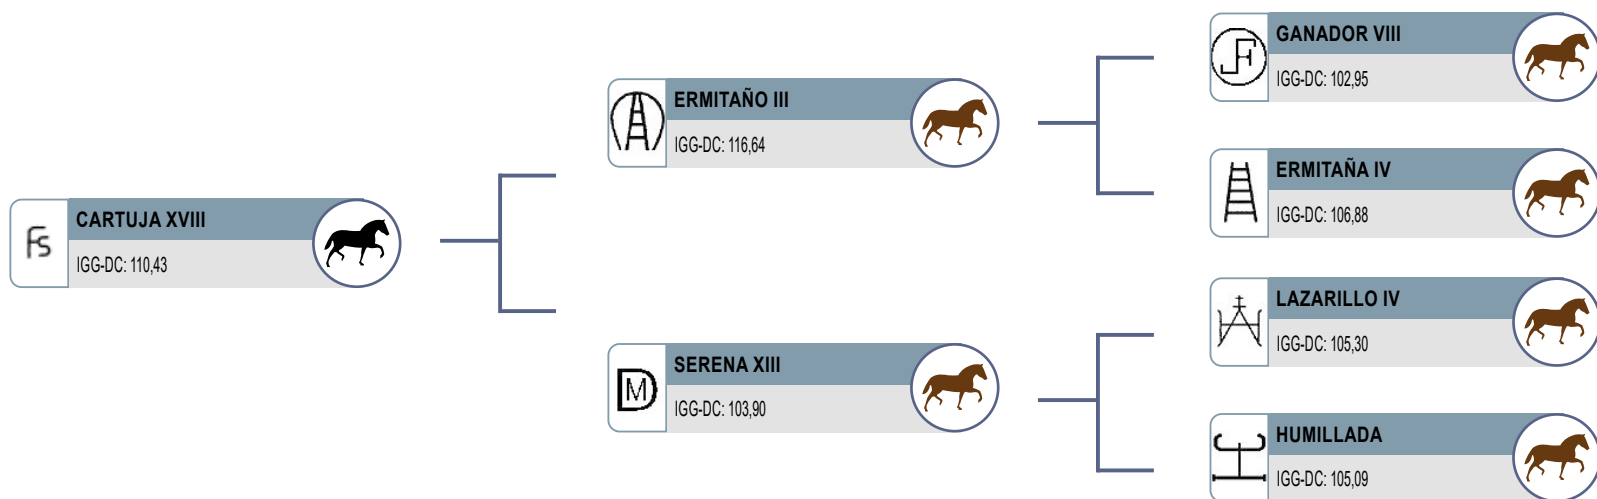 CARTUJA XVIII
IGG-DC: 110,43
ERMITAÑO III
IGG-DC: 116,64
SERENA XIII
IGG-DC: 103,90
GANADOR VIII
IGG-DC: 102,95
ERMITAÑA IV
IGG-DC: 106,88
LAZARILLO IV
IGG-DC: 105,30
HUMILLADA
IGG-DC: 105,09